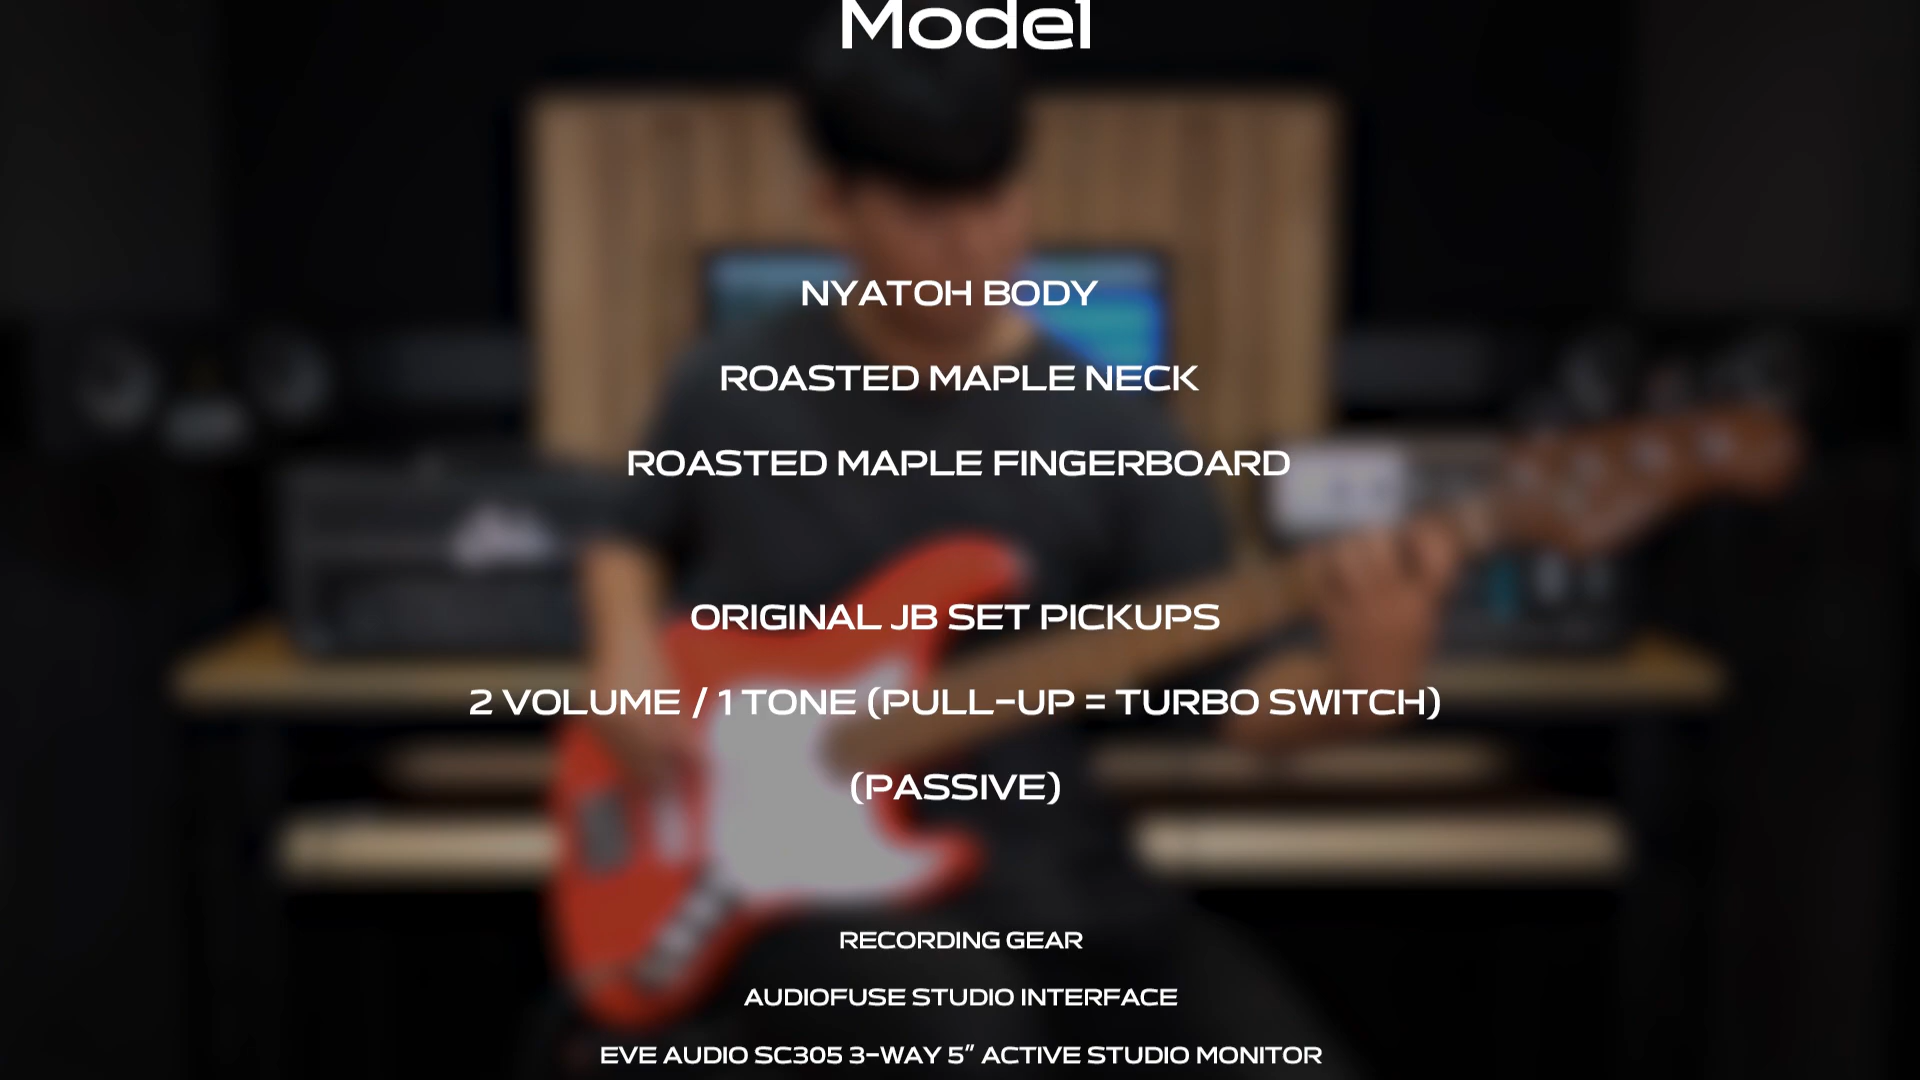 Model
NYATOH BODY
ROASTED MAPLE NECK
ROASTED MAPLE FINGERBOARD
ORIGINAL JB SET PICKUPS
2 VOLUME / 1 TONE (PULL-UP = TURBO SWITCH)
(PASSIVE)
RECORDING GEAR
AUDIOFUSE STUDIO INTERFACE
EVE AUDIO SC305 3-WAY 5" ACTIVE STUDIO MONITOR